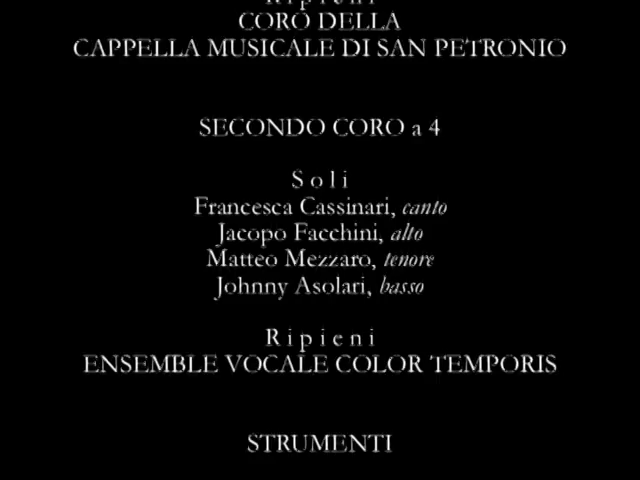 R i p i e n i
CORO DELLA
CAPPELLA MUSICALE DI SAN PETRONIO
SECONDO CORO a 4
S o l i
Francesca Cassinari, canto
Jacopo Facchini, alto
Matteo Mezzaro, tenore
Johnny Asolari, basso
R i p i e n i
ENSEMBLE VOCALE COLOR TEMPORIS
STRUMENTI